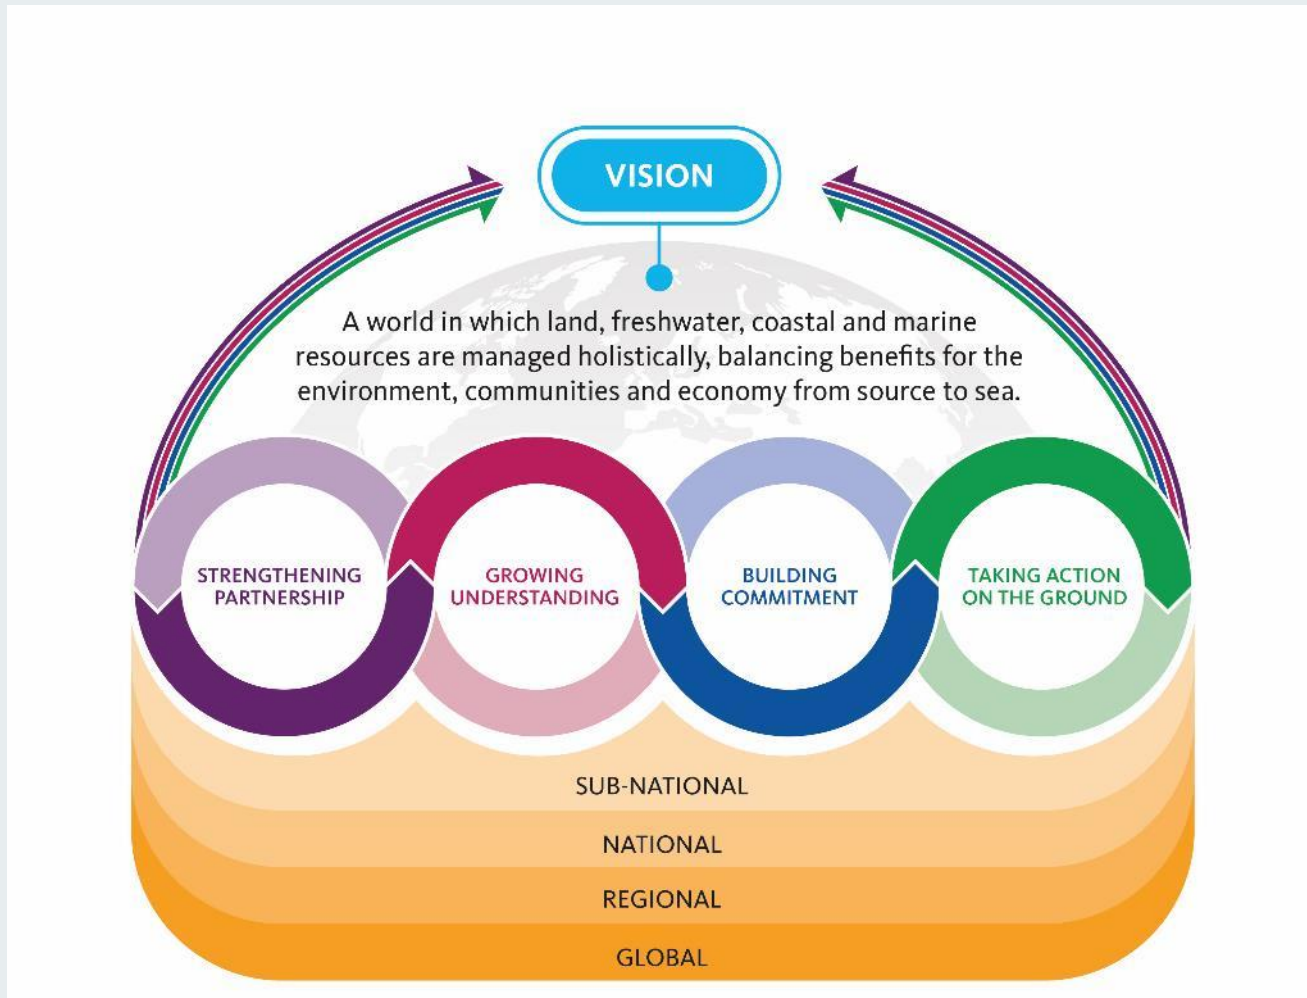 VISION
A world in which land, freshwater, coastal and marine
resources are managed holistically, balancing benefits for the
environment, communities and economy from source to sea.
STRENGTHENING
PARTNERSHIP
GROWING
UNDERSTANDING
BUILDING
COMMITMENT
TAKING ACTION
ON THE GROUND
SUB-NATIONAL
NATIONAL
REGIONAL
GLOBAL